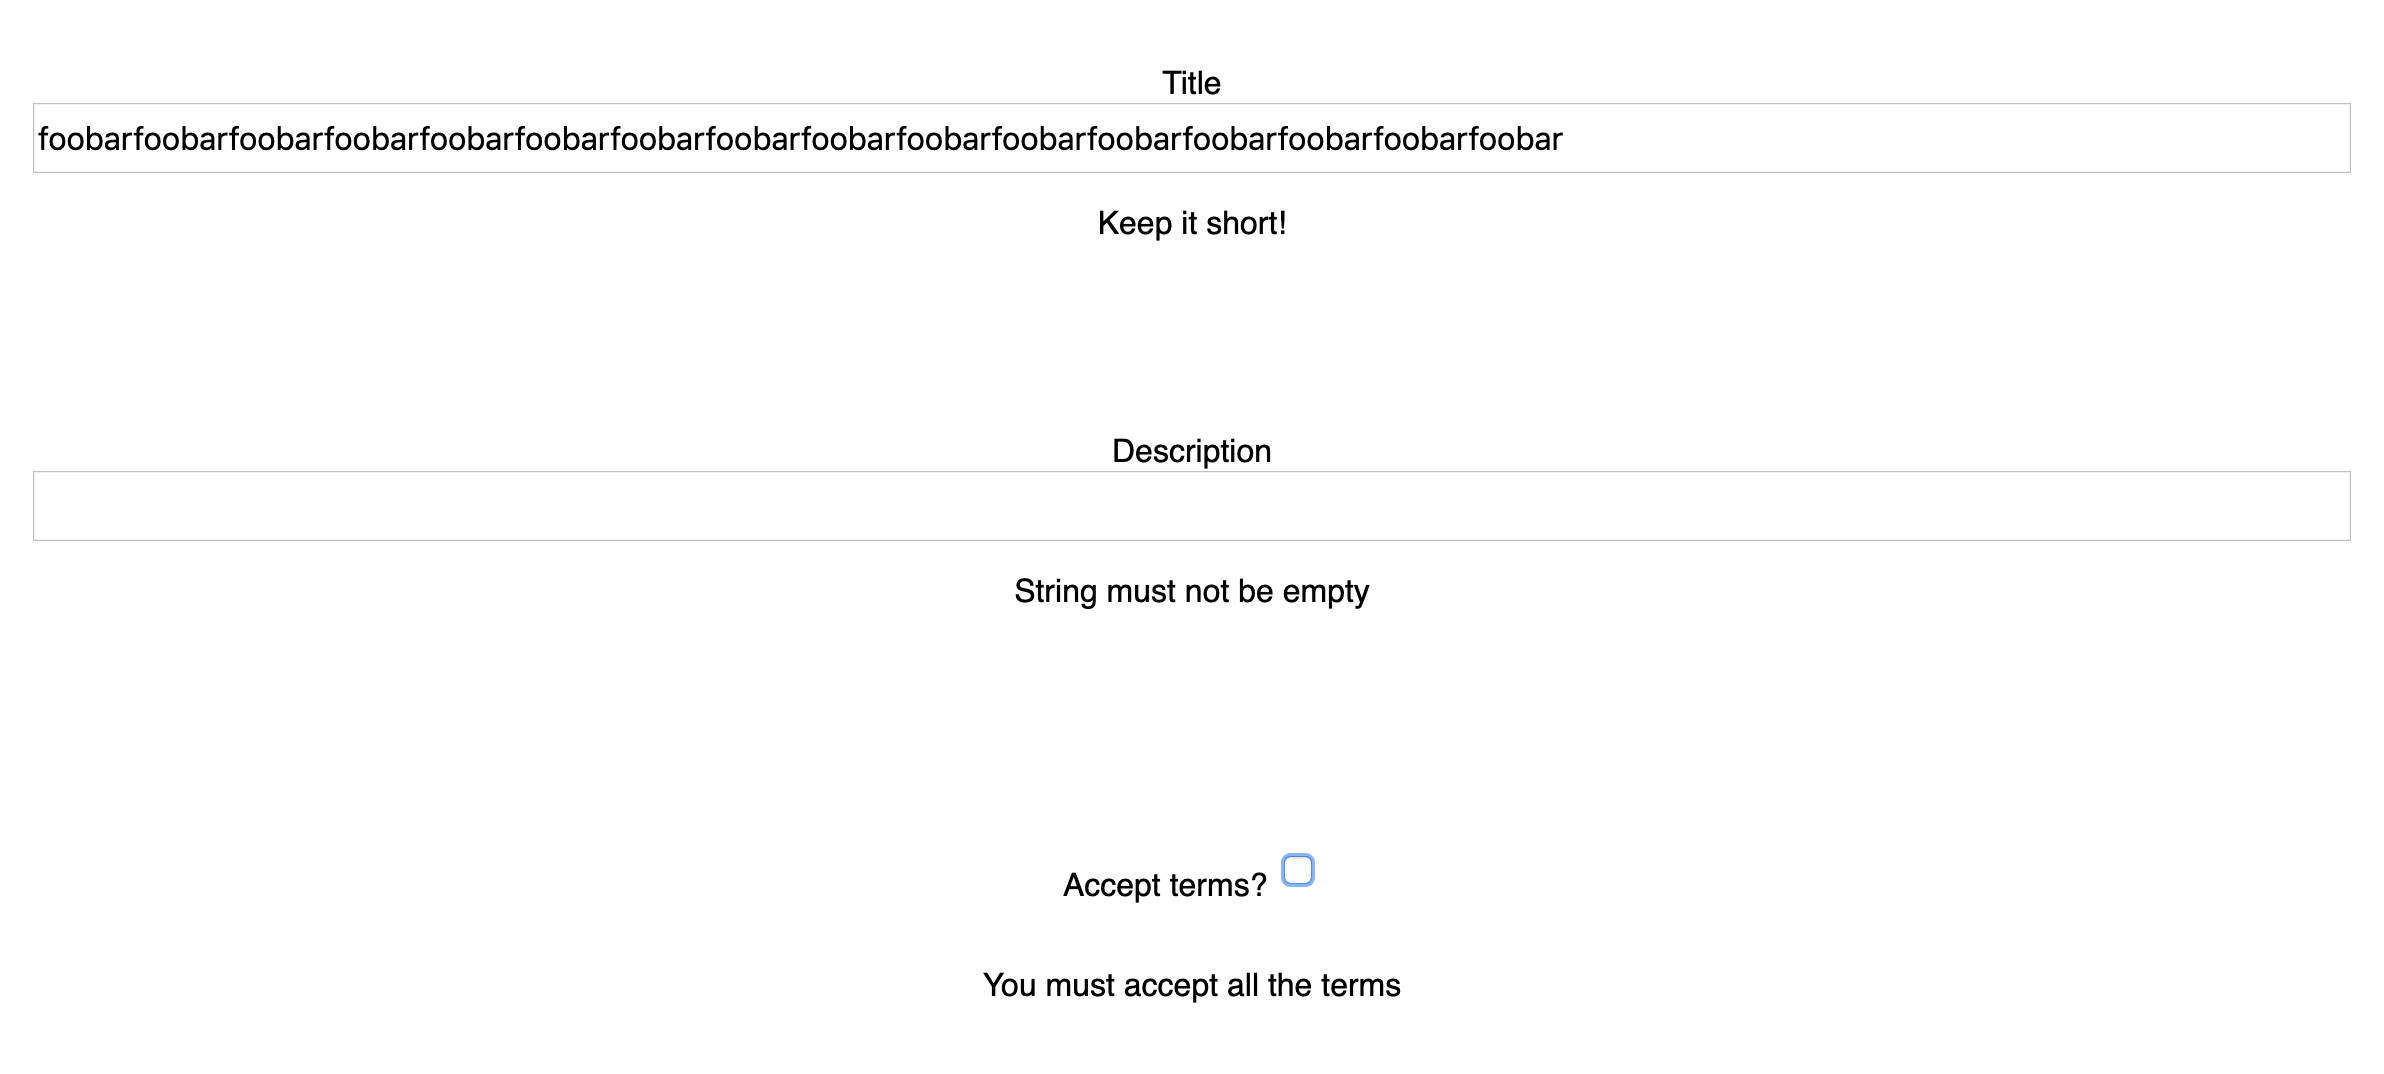 Title
foobarfoobarfoobarfoobarfoobarfoobarfoobarfoobarfoobarfoobarfoobarfoobarfoobarfoobarfoobarfoobar
Keep it short!
Description
String must not be empty
Accept terms?
You must accept all the terms